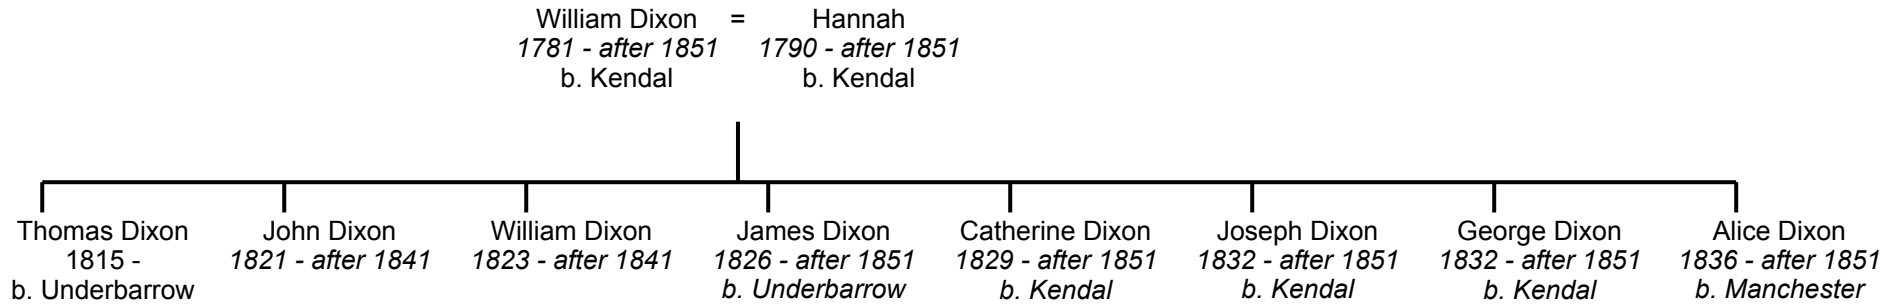 William Dixon = Hannah
1781 - after 1851 1790 - after 1851
b. Kendal b. Kendal
Thomas Dixon John Dixon William Dixon James Dixon Catherine Dixon Joseph Dixon George Dixon Alice Dixon
1815 - 1821 - after 1841 1823 - after 1841 1826 - after 1851 1829 - after 1851 1832 - after 1851 1832 - after 1851 1836 - after 1851
b. Underbarrow b. Underbarrow b. Kendal b. Kendal b. Kendal b. Manchester